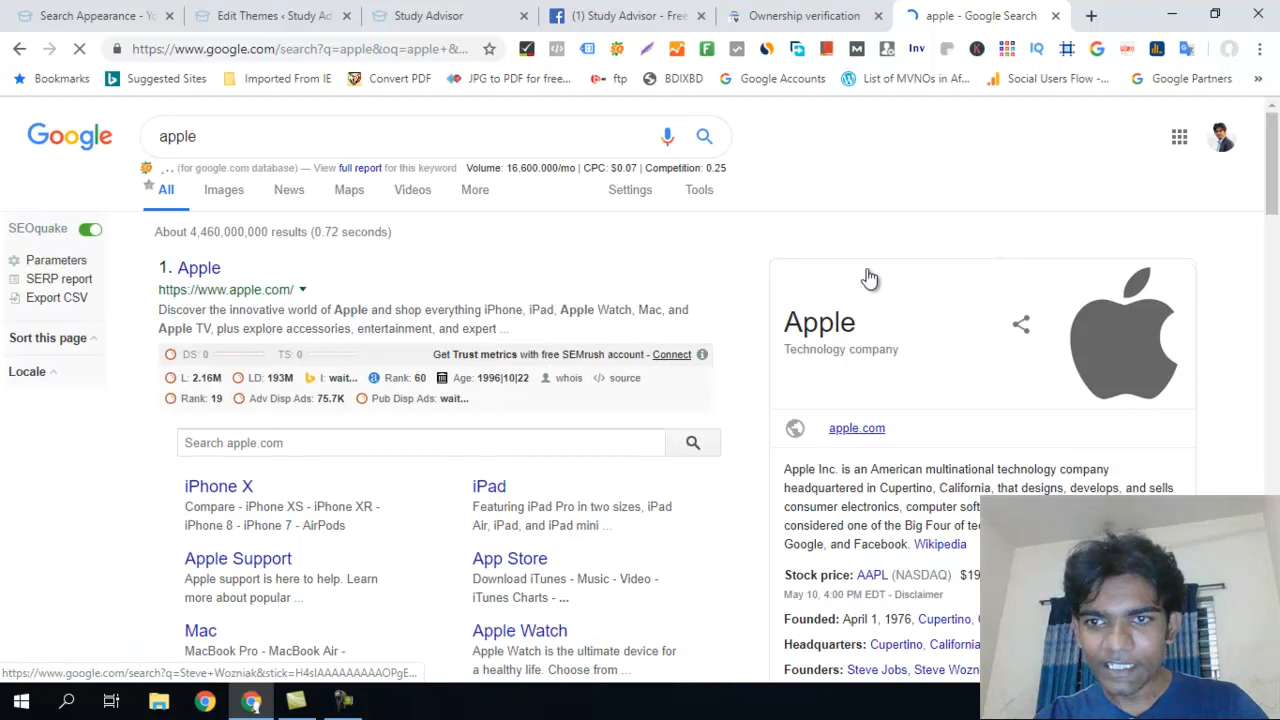 Search Appearance - Yo
Edit Themes ‹ Study Ad
Study Advisor
(1) Study Advisor - Free
Ownership verification
apple - Google Search
https://www.google.com/search?q=apple&oq=apple+&...
Inv
Bookmarks
Suggested Sites
Imported From IE
Convert PDF
JPG to PDF for free...
ftp
BDIXBD
Google Accounts
List of MVNOs in Af...
Social Users Flow -...
Google Partners
Google
apple
(for google.com database) — View full report for this keyword Volume: 16,600,000/mo | CPC: $0.07 | Competition: 0.25
All Images News Maps Videos More Settings Tools
SEOquake
Parameters
SERP report
Export CSV
Sort this page
Locale
About 4,460,000,000 results (0.72 seconds)
1. Apple
https://www.apple.com/
Discover the innovative world of Apple and shop everything iPhone, iPad, Apple Watch, Mac, and
Apple TV, plus explore accessories, entertainment, and expert ...
DS: 0 TS: 0 Get Trust metrics with free SEMrush account - Connect
L: 2.16M LD: 193M I: wait... Rank: 60 Age: 1996|10|22 whois source
Rank: 19 Adv Disp Ads: 75.7K Pub Disp Ads: wait...
Search apple.com
iPhone X
Compare - iPhone XS - iPhone XR -
iPhone 8 - iPhone 7 - AirPods
iPad
Featuring iPad Pro in two sizes, iPad
Air, iPad, and iPad mini ...
Apple Support
Apple support is here to help. Learn
more about popular ...
App Store
Download iTunes - Music - Video -
iTunes Charts - ...
Mac
MacBook Pro - MacBook Air -
Apple Watch
Apple Watch is the ultimate device for
a healthy life. Choose from ...
Apple
Technology company
apple.com
Apple Inc. is an American multinational technology company
headquartered in Cupertino, California, that designs, develops, and sells
consumer electronics, computer sof
considered one of the Big Four of te
Google, and Facebook. Wikipedia
Stock price: AAPL (NASDAQ) $19
May 10, 4:00 PM EDT - Disclaimer
Founded: April 1, 1976, Cupertino,
Headquarters: Cupertino, California
Founders: Steve Jobs, Steve Wozn
https://www.google.com/search?q=Steve+Wozniak&stick=H4sIAAAAAAAAAOPgE...